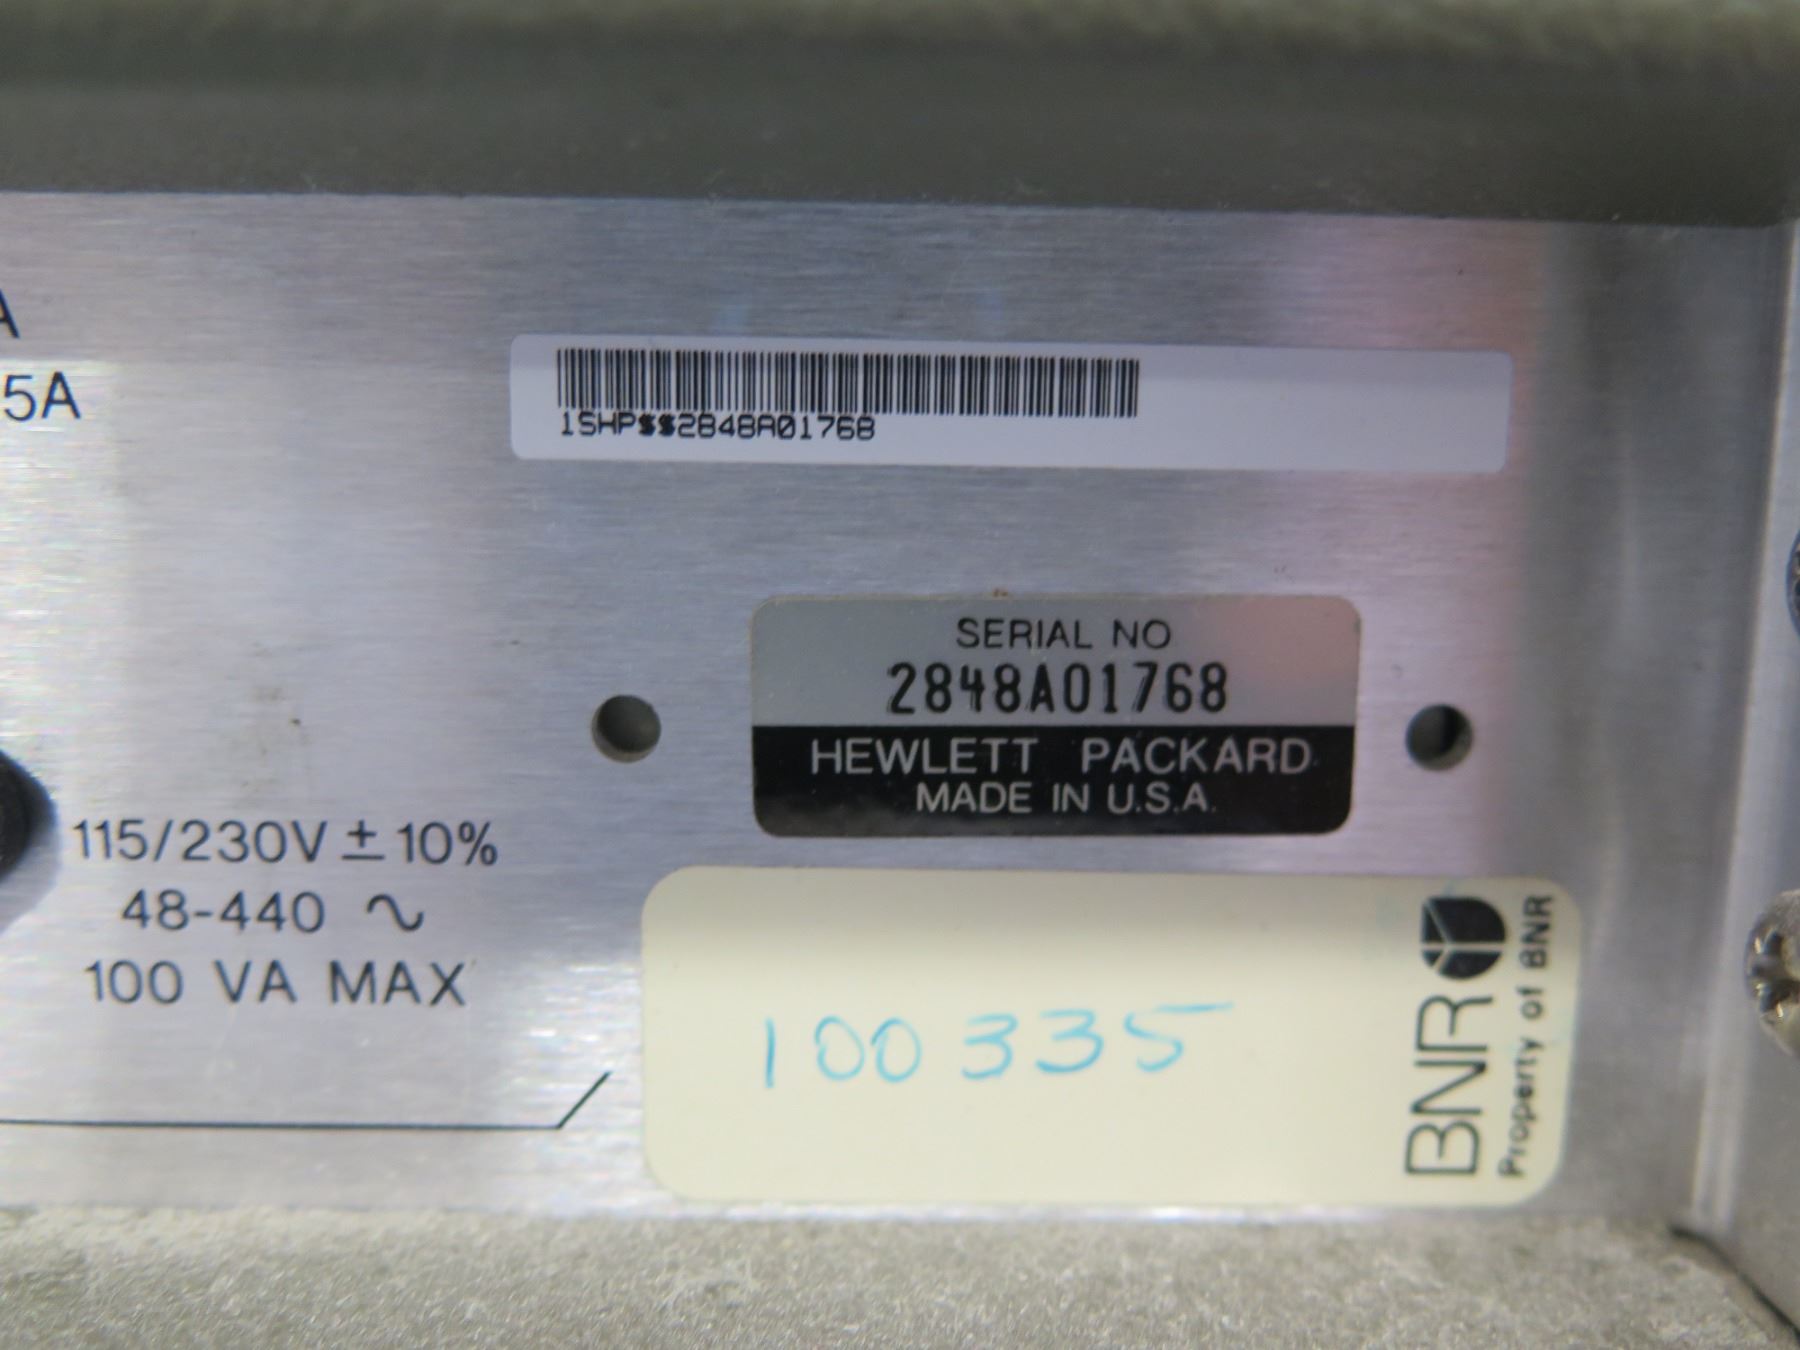 A
5A
1SHP$$2848A01768
SERIAL NO
2848A01768
HEWLETT PACKARD
MADE IN U.S.A.
115/230V ± 10%
48-440 ∿
100 VA MAX
100335
BNR
Property of BNR